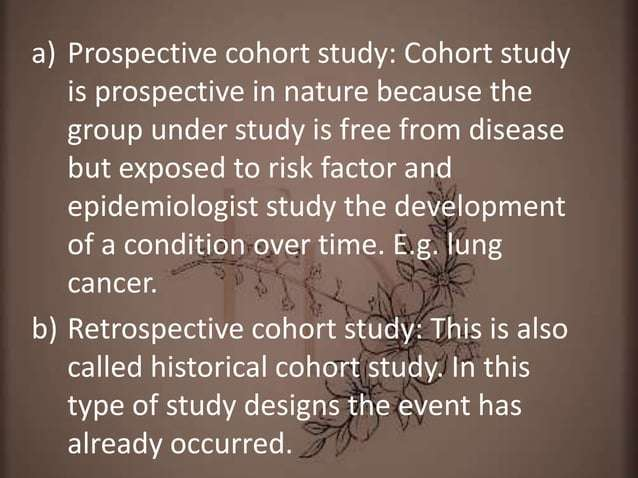 a) Prospective cohort study: Cohort study
is prospective in nature because the
group under study is free from disease
but exposed to risk factor and
epidemiologist study the development
of a condition over time. E.g. lung
cancer.
b) Retrospective cohort study: This is also
called historical cohort study. In this
type of study designs the event has
already occurred.